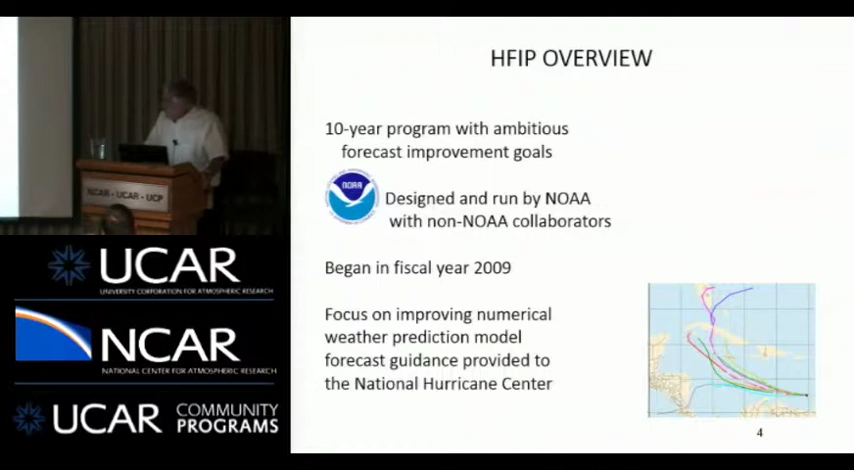 HFIP OVERVIEW
10-year program with ambitious
forecast improvement goals
NOAA
Designed and run by NOAA
with non-NOAA collaborators
Began in fiscal year 2009
Focus on improving numerical
weather prediction model
forecast guidance provided to
the National Hurricane Center
4
NCAR - UCAR - UCP
UCAR
UNIVERSITY CORPORATION FOR ATMOSPHERIC RESEARCH
NCAR
NATIONAL CENTER FOR ATMOSPHERIC RESEARCH
UCAR COMMUNITY
PROGRAMS